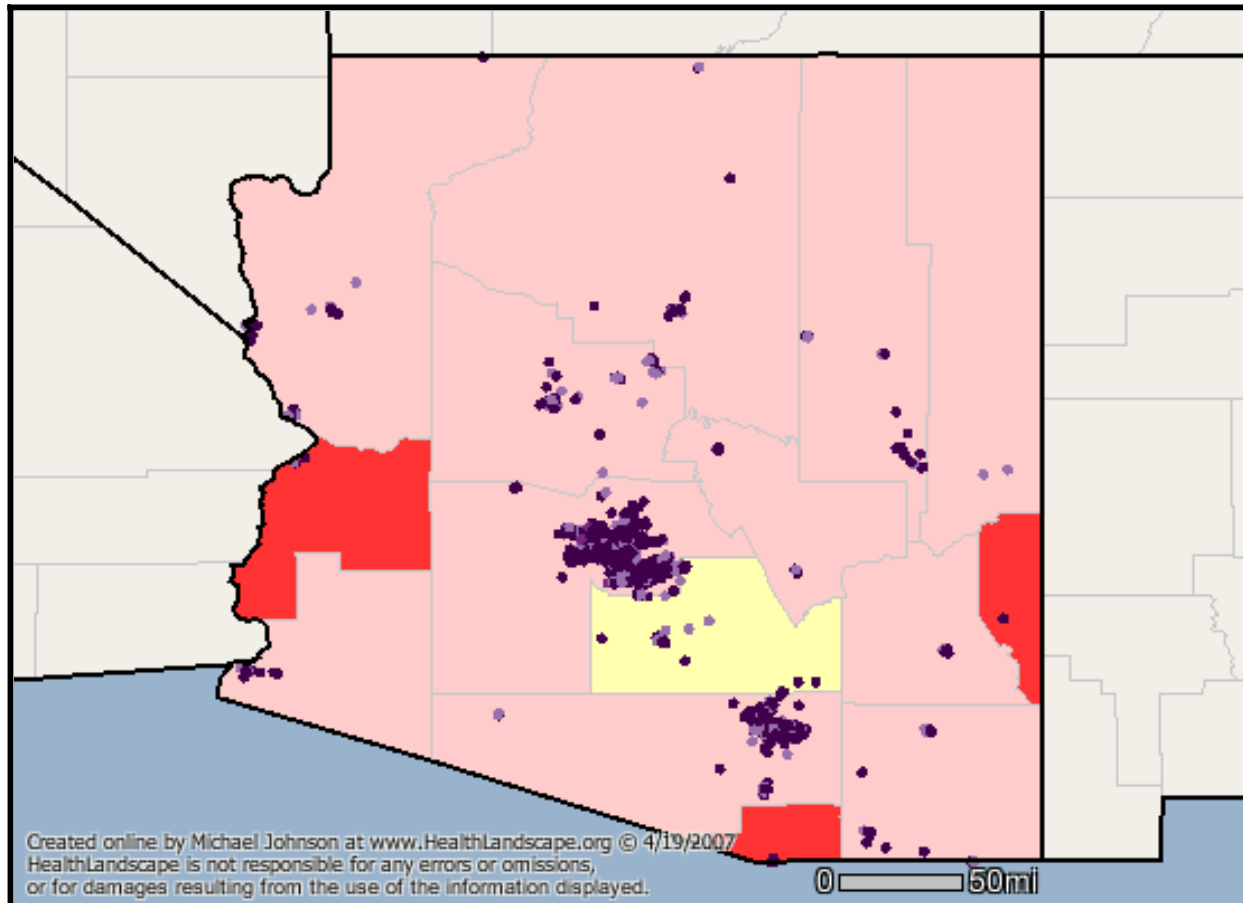 Created online by Michael Johnson at www.HealthLandscape.org © 4/19/2007
HealthLandscape is not responsible for any errors or omissions,
or for damages resulting from the use of the information displayed.
0 50mi